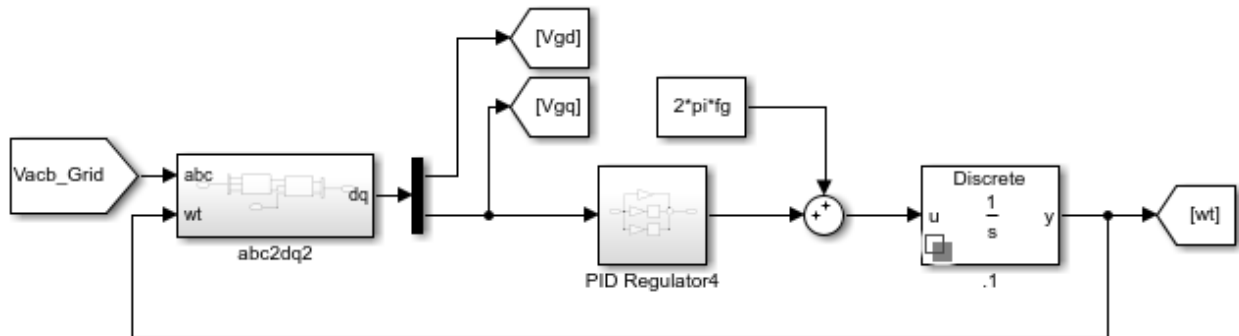 [Vgd]
[Vgq]
2*pi*fg
Vacb_Grid
abc
wt
dq
abc2dq2
PID Regulator4
+
+
Discrete
u
1
s
y
.1
[wt]